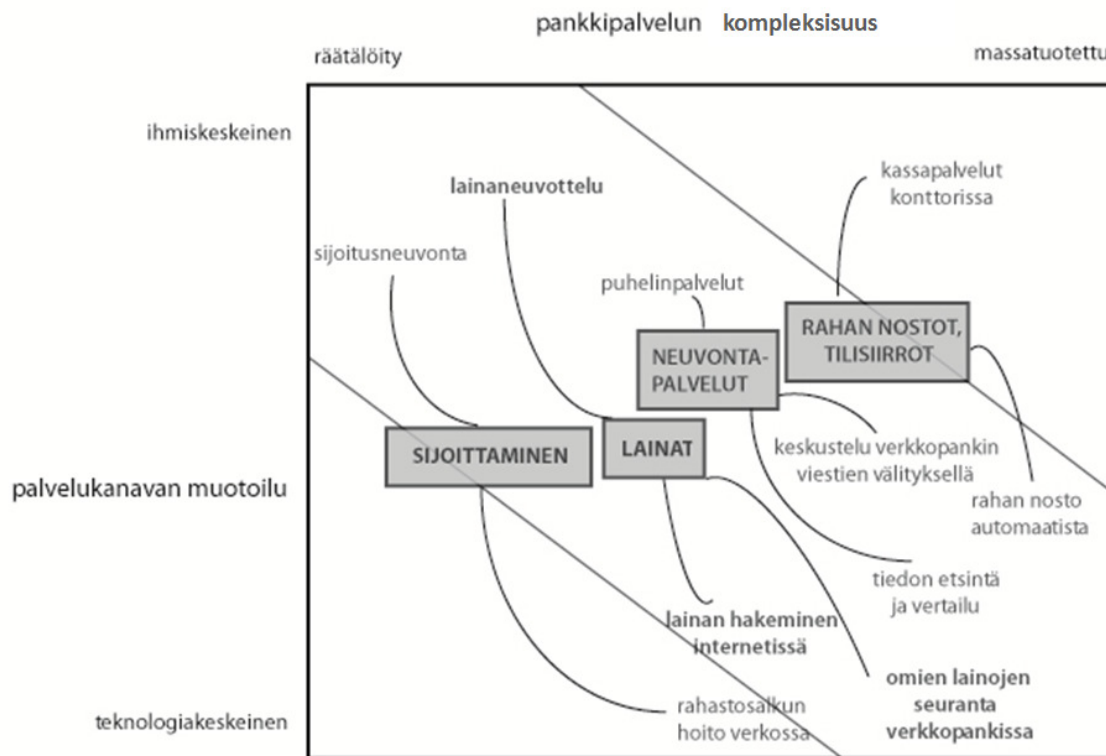 pankkipalvelun kompleksisuus
räätälöity
massatuotettu
ihmiskeskeinen
kassapalvelut
konttorissa
lainaneuvottelu
sijoitusneuvonta
puhelinpalvelut
RAHAN NOSTOT,
TILISIIRROT
NEUVONTA-
PALVELUT
SIJOITTAMINEN
LAINAT
keskustelu verkkopankin
viestien välityksellä
palvelukanavan muotoilu
rahan nosto
automaatista
tiedon etsintä
ja vertailu
lainan hakeminen
internetissä
omien lainojen
seuranta
verkkopankissa
rahastosalkun
hoito verkossa
teknologiakeskeinen